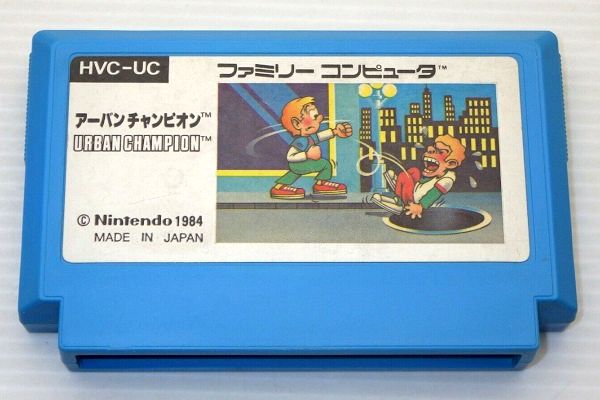 HVC-UC
ファミリー コンピュータ™
アーバンチャンピオン™
URBAN CHAMPION™
© Nintendo 1984
MADE IN JAPAN